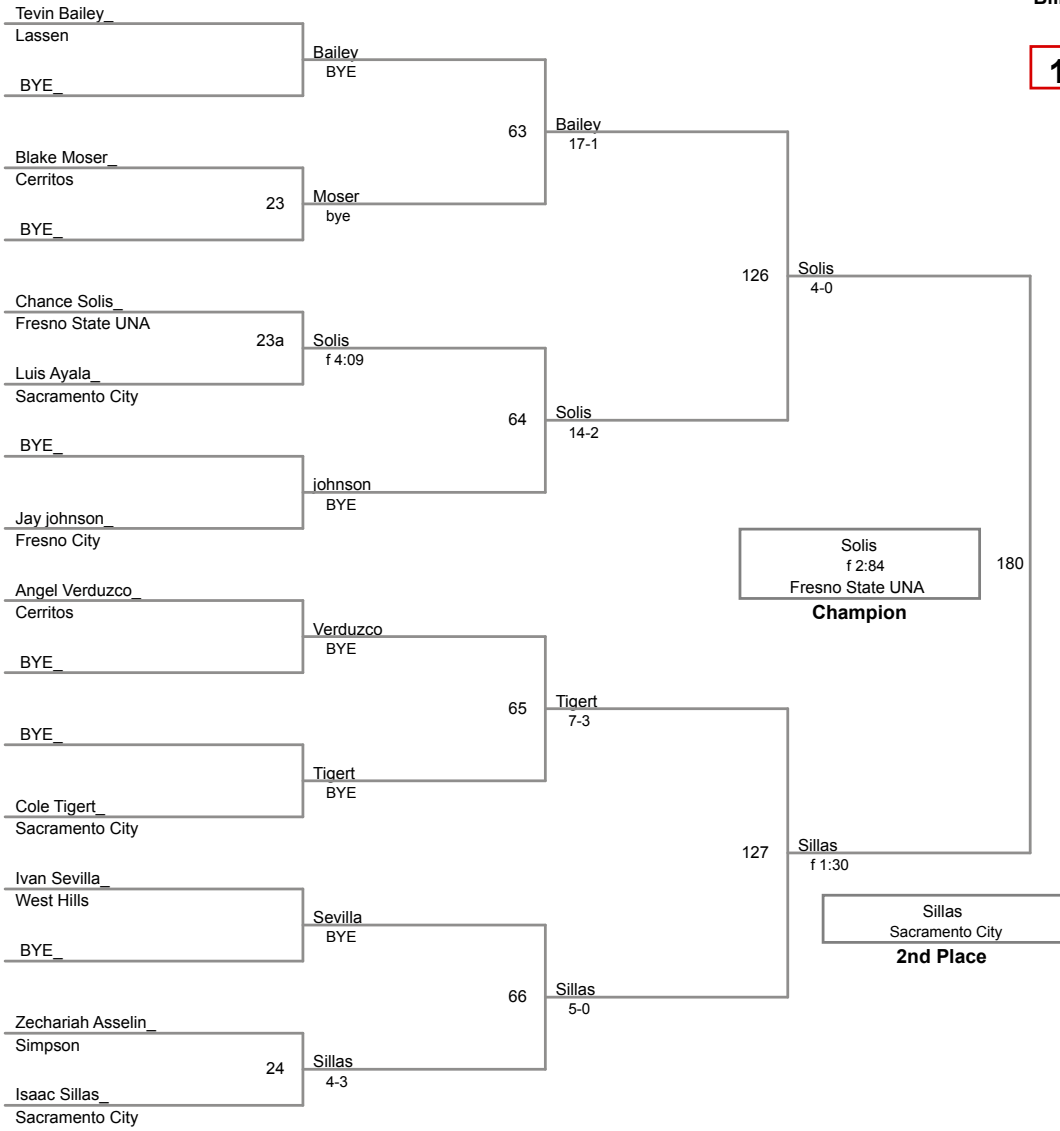 Tevin Bailey_
Lassen
BYE_
Bailey
BYE
63
Bailey
17-1
Blake Moser_
Cerritos
23
BYE_
Moser
bye
126
Solis
4-0
Chance Solis_
Fresno State UNA
23a
Luis Ayala_
Sacramento City
Solis
f 4:09
64
Solis
14-2
BYE_
Jay johnson_
Fresno City
johnson
BYE
Solis
f 2:84
Fresno State UNA
Champion
180
Angel Verduzco_
Cerritos
BYE_
Verduzco
BYE
65
Tigert
7-3
BYE_
Cole Tigert_
Sacramento City
Tigert
BYE
127
Sillas
f 1:30
Ivan Sevilla_
West Hills
BYE_
Sevilla
BYE
Sillas
Sacramento City
2nd Place
66
Sillas
5-0
Zechariah Asselin_
Simpson
24
Isaac Sillas_
Sacramento City
Sillas
4-3
1